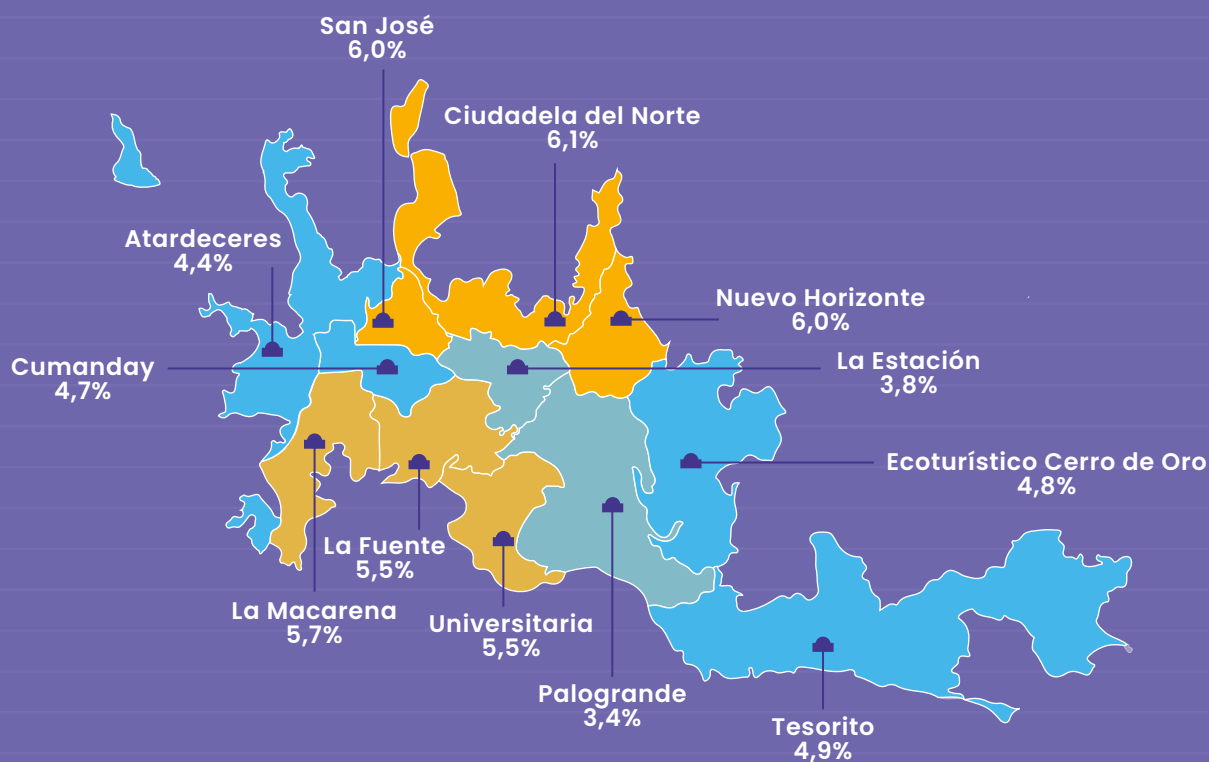 San José
6,0%
Ciudadela del Norte
6,1%
Atardeceres
4,4%
Nuevo Horizonte
6,0%
Cumanday
4,7%
La Estación
3,8%
Ecoturístico Cerro de Oro
4,8%
La Fuente
5,5%
La Macarena
5,7%
Universitaria
5,5%
Palogrande
3,4%
Tesorito
4,9%